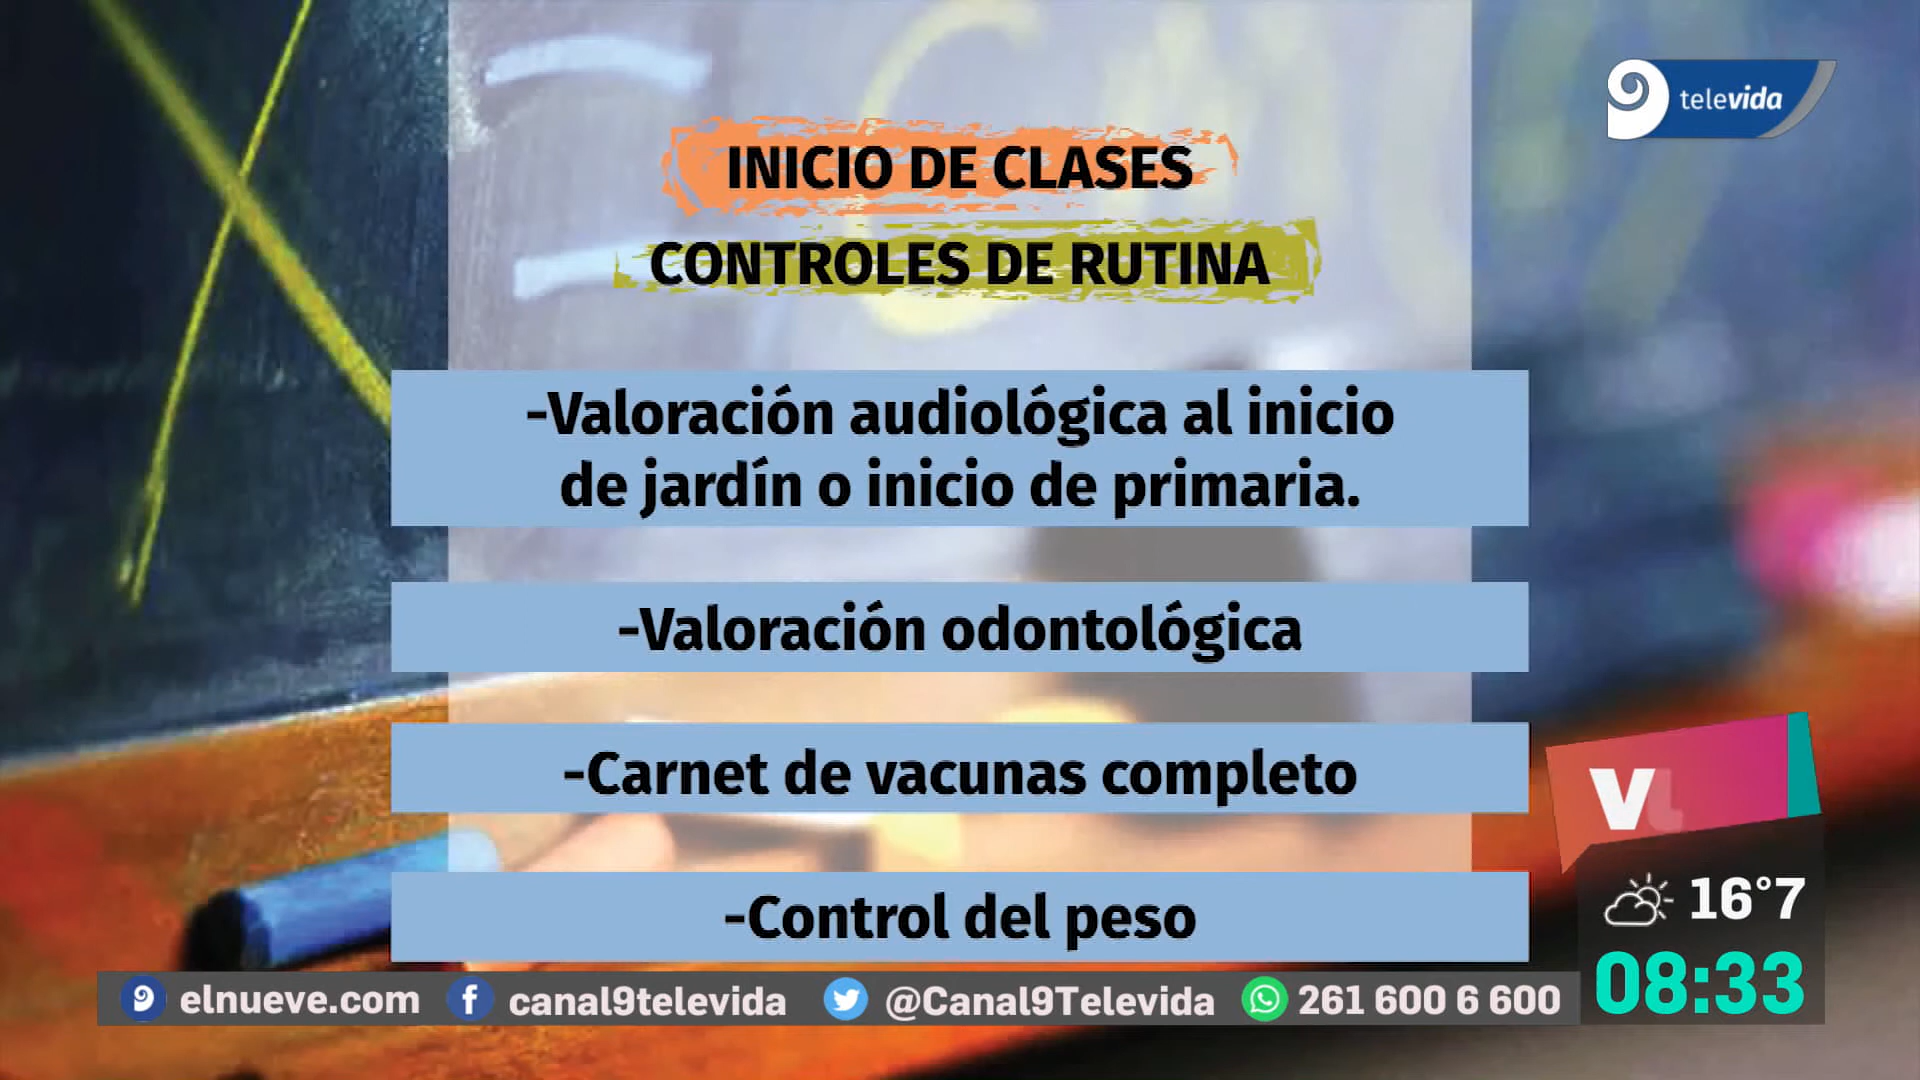 televida
INICIO DE CLASES
CONTROLES DE RUTINA
-Valoración audiológica al inicio
de jardín o inicio de primaria.
-Valoración odontológica
-Carnet de vacunas completo
-Control del peso
V
16°7
08:33
elnueve.com canal9televida @Canal9Televida 261 600 6 600